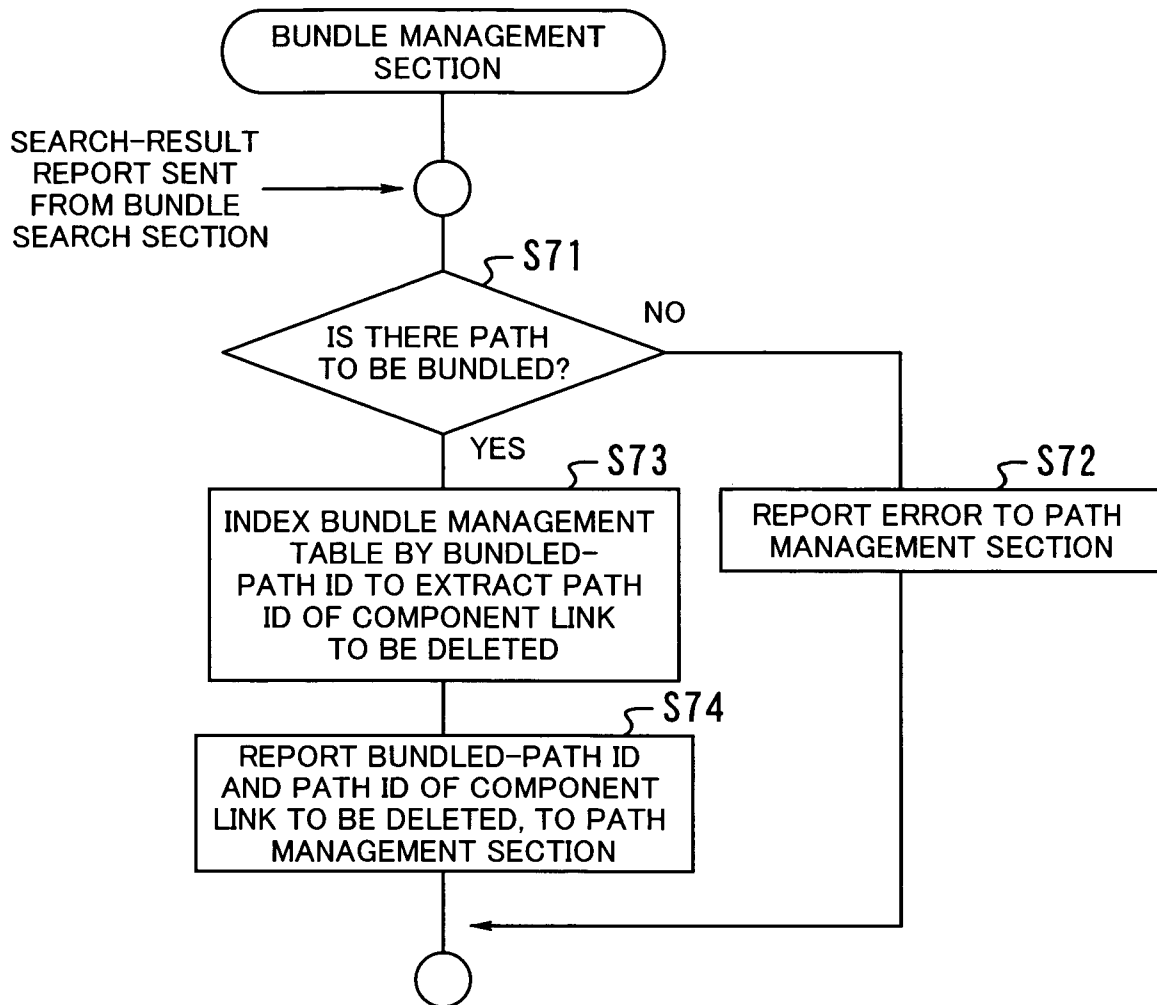 BUNDLE MANAGEMENT
SECTION
SEARCH-RESULT
REPORT SENT
FROM BUNDLE
SEARCH SECTION
S71
IS THERE PATH
TO BE BUNDLED?
NO
YES
S73
INDEX BUNDLE MANAGEMENT
TABLE BY BUNDLED-
PATH ID TO EXTRACT PATH
ID OF COMPONENT LINK
TO BE DELETED
S72
REPORT ERROR TO PATH
MANAGEMENT SECTION
S74
REPORT BUNDLED-PATH ID
AND PATH ID OF COMPONENT
LINK TO BE DELETED, TO PATH
MANAGEMENT SECTION